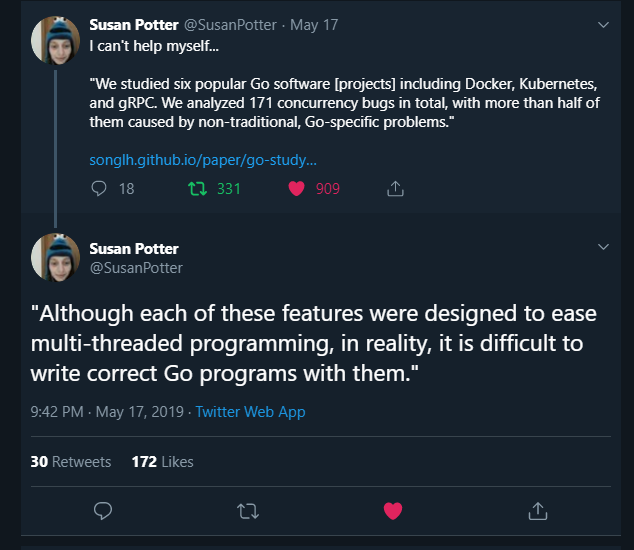 Susan Potter @SusanPotter · May 17
I can't help myself...
"We studied six popular Go software [projects] including Docker, Kubernetes,
and gRPC. We analyzed 171 concurrency bugs in total, with more than half of
them caused by non-traditional, Go-specific problems."
songlh.github.io/paper/go-study...
18 331 909
Susan Potter
@SusanPotter
"Although each of these features were designed to ease
multi-threaded programming, in reality, it is difficult to
write correct Go programs with them."
9:42 PM · May 17, 2019 · Twitter Web App
30 Retweets 172 Likes